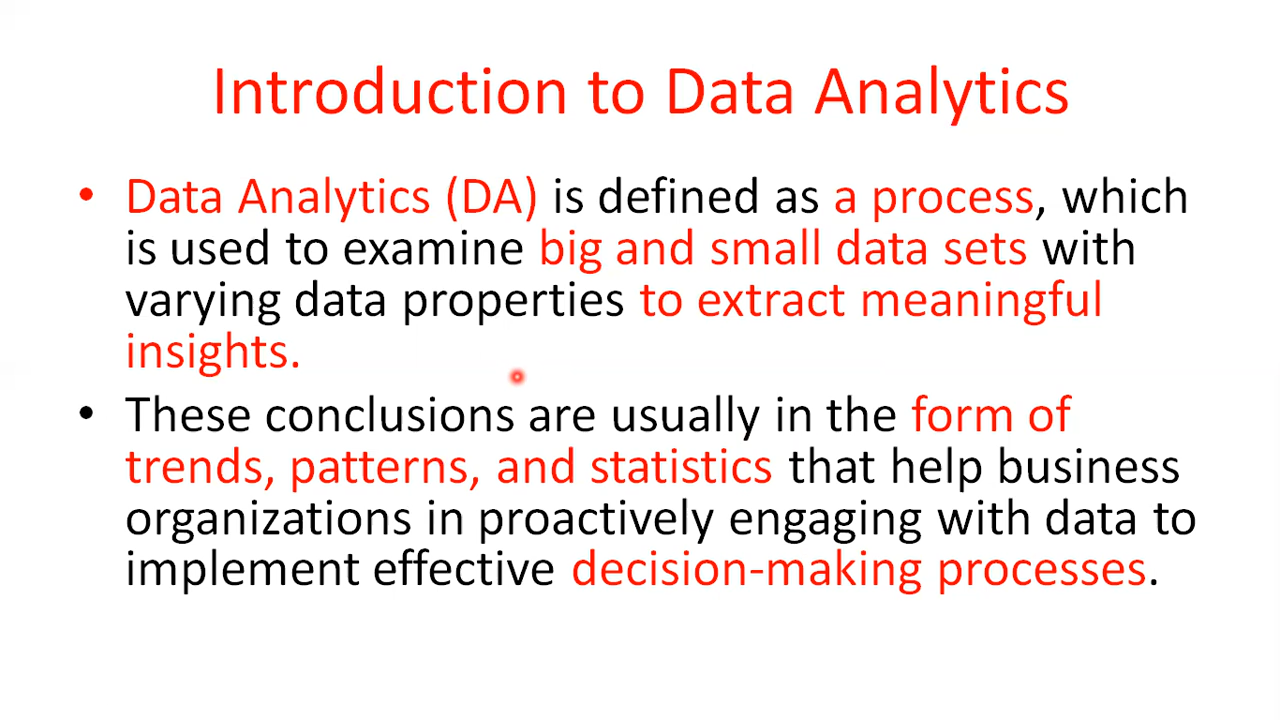 Introduction to Data Analytics
• Data Analytics (DA) is defined as a process, which
is used to examine big and small data sets with
varying data properties to extract meaningful
insights.
• These conclusions are usually in the form of
trends, patterns, and statistics that help business
organizations in proactively engaging with data to
implement effective decision-making processes.